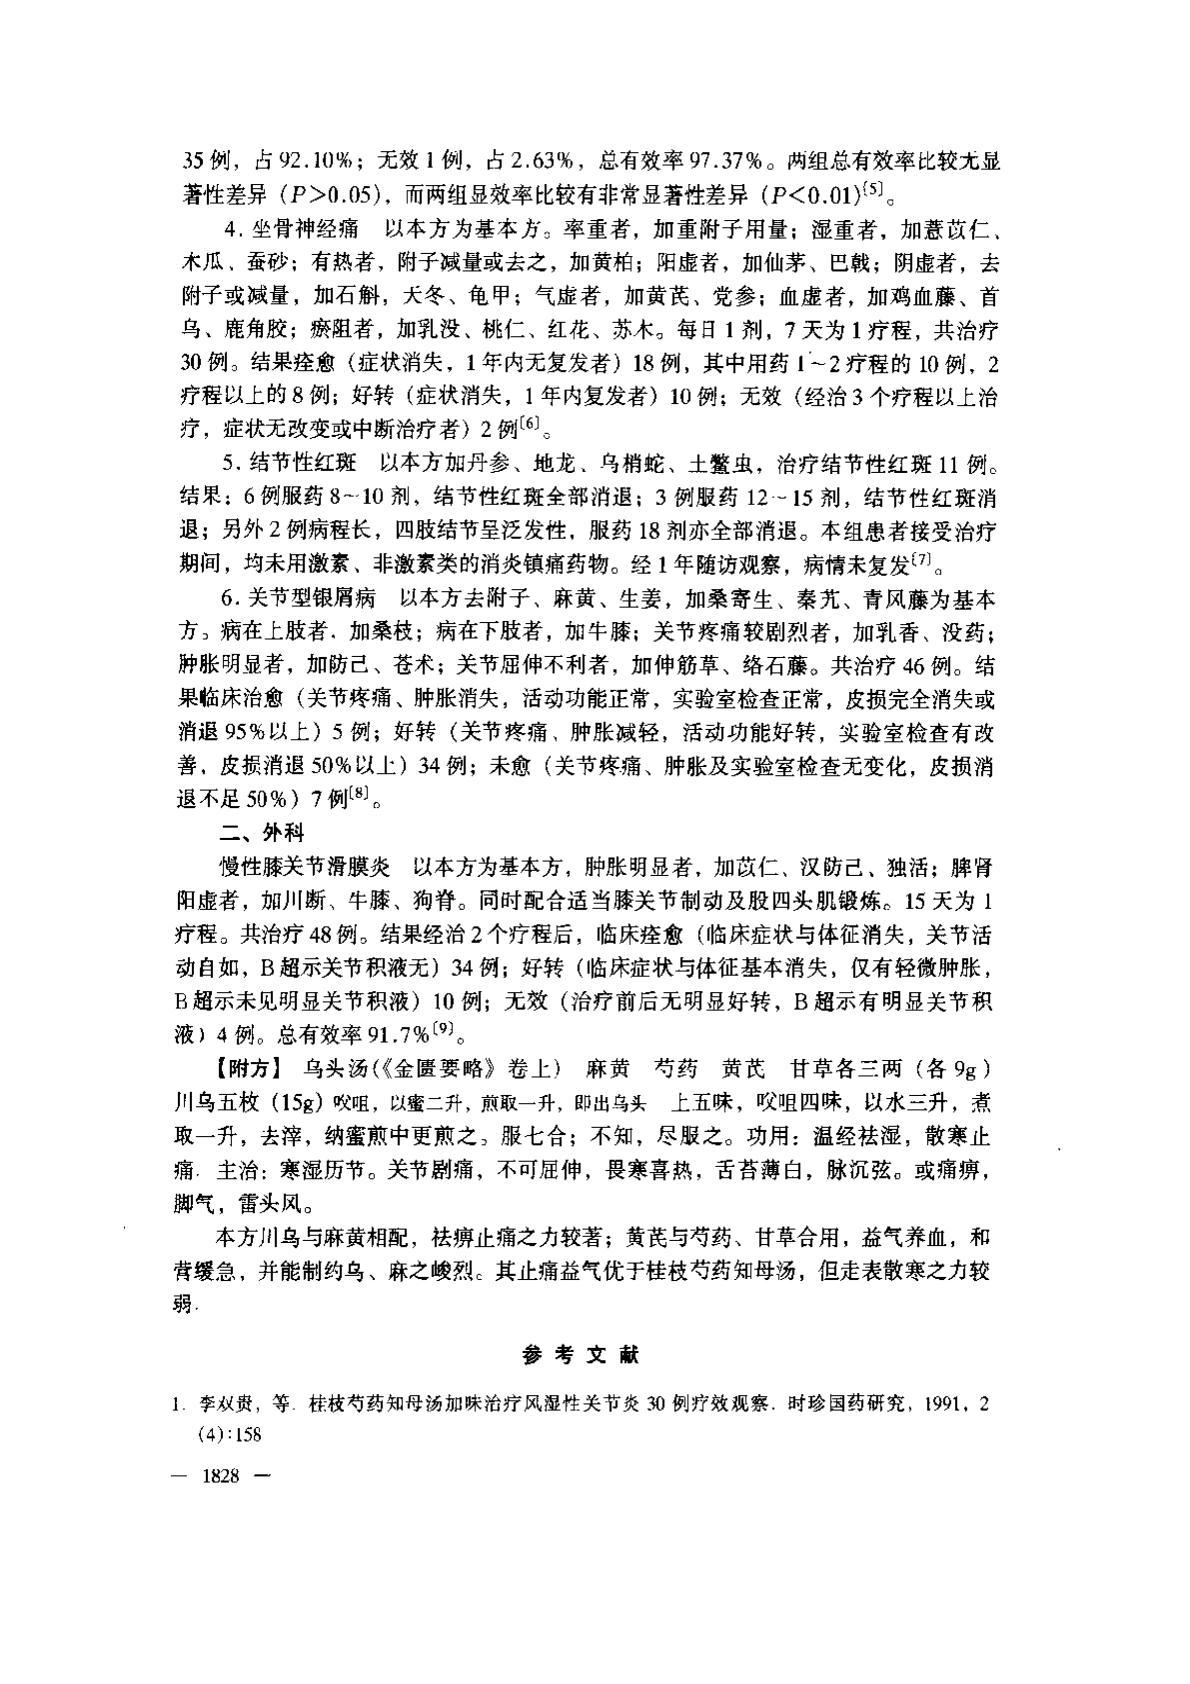 35 例，占 92.10%；无效 1 例，占 2.63%，总有效率 97.37%。两组总有效率比较无显
著性差异（P>0.05），而两组显效率比较有非常显著性差异（P<0.01）〔5〕。
4. 坐骨神经痛　以本方为基本方。率重者，加重附子用量；湿重者，加薏苡仁、
木瓜、蚕砂；有热者，附子减量或去之，加黄柏；阳虚者，加仙茅、巴戟；阴虚者，去
附子或减量，加石斛，天冬、龟甲；气虚者，加黄芪、党参；血虚者，加鸡血藤、首
乌、鹿角胶；瘀阻者，加乳没、桃仁、红花、苏木。每日 1 剂，7 天为 1 疗程，共治疗
30 例。结果痊愈（症状消失，1 年内无复发者）18 例，其中用药 1～2 疗程的 10 例，2
疗程以上的 8 例；好转（症状消失，1 年内复发者）10 例；无效（经治 3 个疗程以上治
疗，症状无改变或中断治疗者）2 例〔6〕。
5. 结节性红斑　以本方加丹参、地龙、乌梢蛇、土鳖虫，治疗结节性红斑 11 例。
结果：6 例服药 8～10 剂，结节性红斑全部消退；3 例服药 12～15 剂，结节性红斑消
退；另外 2 例病程长，四肢结节呈泛发性，服药 18 剂亦全部消退。本组患者接受治疗
期间，均未用激素、非激素类的消炎镇痛药物。经 1 年随访观察，病情未复发〔7〕。
6. 关节型银屑病　以本方去附子、麻黄、生姜，加桑寄生、秦艽、青风藤为基本
方。病在上肢者，加桑枝；病在下肢者，加牛膝；关节疼痛较剧烈者，加乳香、没药；
肿胀明显者，加防己、苍术；关节屈伸不利者，加伸筋草、络石藤。共治疗 46 例。结
果临床治愈（关节疼痛、肿胀消失，活动功能正常，实验室检查正常，皮损完全消失或
消退 95%以上）5 例；好转（关节疼痛、肿胀减轻，活动功能好转，实验室检查有改
善，皮损消退 50%以上）34 例；未愈（关节疼痛、肿胀及实验室检查无变化，皮损消
退不足 50%）7 例〔8〕。
二、外科
慢性膝关节滑膜炎　以本方为基本方，肿胀明显者，加苡仁、汉防己、独活；脾肾
阳虚者，加川断、牛膝、狗脊。同时配合适当膝关节制动及股四头肌锻炼。15 天为 1
疗程。共治疗 48 例。结果经治 2 个疗程后，临床痊愈（临床症状与体征消失，关节活
动自如，B 超示关节积液无）34 例；好转（临床症状与体征基本消失，仅有轻微肿胀，
B 超示未见明显关节积液）10 例；无效（治疗前后无明显好转，B 超示有明显关节积
液）4 例。总有效率 91.7%〔9〕。
【附方】　乌头汤（《金匮要略》卷上）　麻黄　芍药　黄芪　甘草各三两（各 9g）
川乌五枚（15g）㕮咀，以蜜二升，煎取一升，即出乌头　上五味，㕮咀四味，以水三升，煮
取一升，去滓，纳蜜煎中更煎之。服七合；不知，尽服之。功用：温经祛湿，散寒止
痛．主治：寒湿历节。关节剧痛，不可屈伸，畏寒喜热，舌苔薄白，脉沉弦。或痛痹，
脚气，雷头风。
本方川乌与麻黄相配，祛痹止痛之力较著；黄芪与芍药、甘草合用，益气养血，和
营缓急，并能制约乌、麻之峻烈。其止痛益气优于桂枝芍药知母汤，但走表散寒之力较
弱．
参 考 文 献
1. 李双贵，等．桂枝芍药知母汤加味治疗风湿性关节炎 30 例疗效观察．时珍国药研究，1991，2
(4):158
— 1828 —